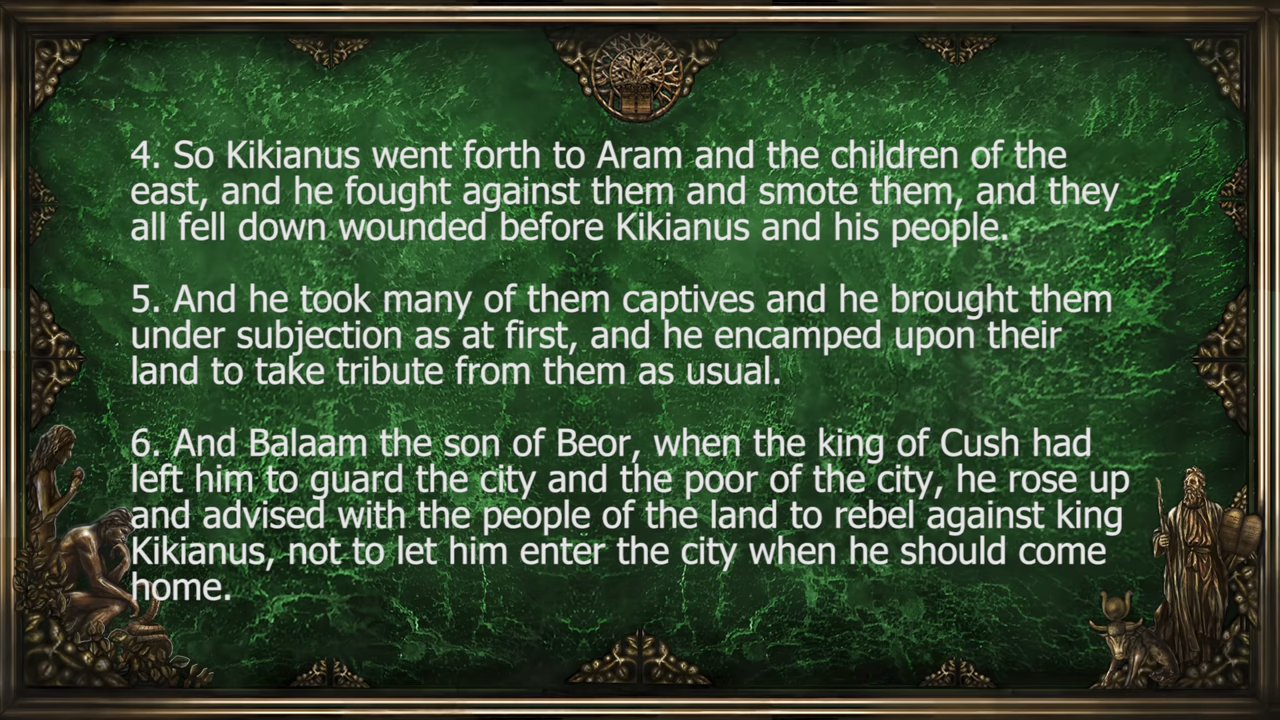 4. So Kikianus went forth to Aram and the children of the
east, and he fought against them and smote them, and they
all fell down wounded before Kikianus and his people.
5. And he took many of them captives and he brought them
under subjection as at first, and he encamped upon their
land to take tribute from them as usual.
6. And Balaam the son of Beor, when the king of Cush had
left him to guard the city and the poor of the city, he rose up
and advised with the people of the land to rebel against king
Kikianus, not to let him enter the city when he should come
home.